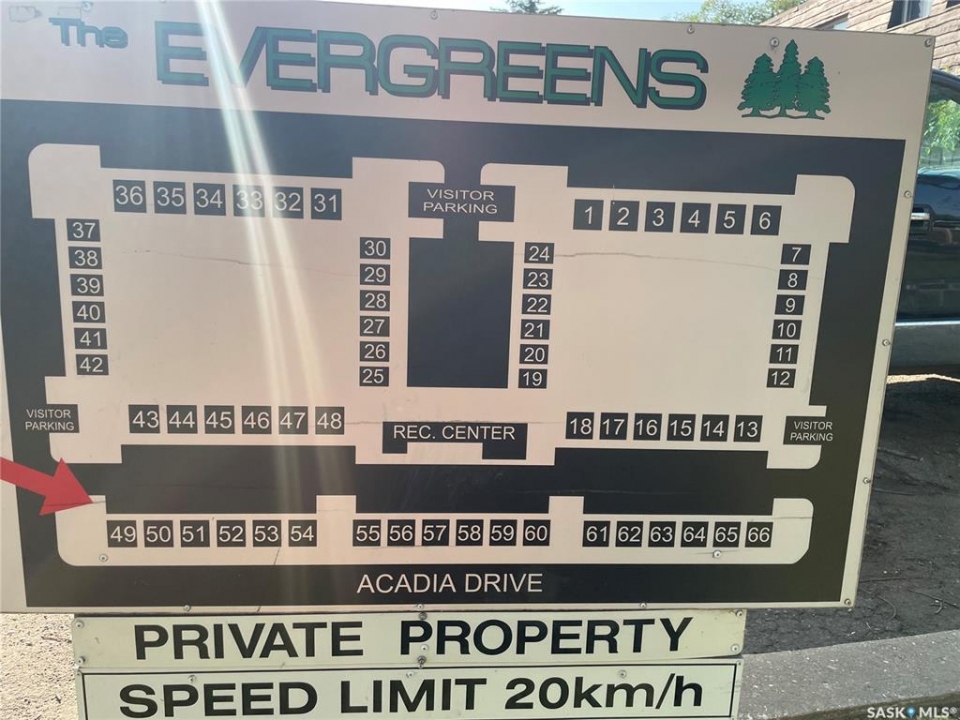 The EVERGREENS
36 35 34 33 32 31
VISITOR
PARKING
1 2 3 4 5 6
37
38
39
40
41
42
30
29
28
27
26
25
24
23
22
21
20
19
7
8
9
10
11
12
VISITOR
PARKING
43 44 45 46 47 48
REC. CENTER
18 17 16 15 14 13
VISITOR
PARKING
49 50 51 52 53 54
55 56 57 58 59 60
61 62 63 64 65 66
ACADIA DRIVE
PRIVATE PROPERTY
SPEED LIMIT 20km/h
SASK MLS®